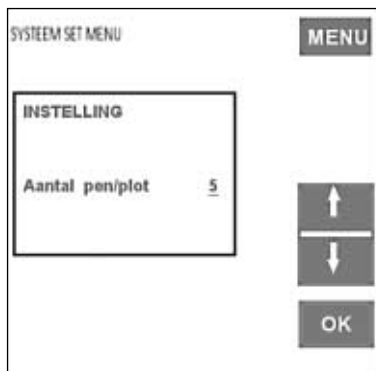 SYSTEEM SET MENU
MENU
INSTELLING
Aantal pen/plot 5
OK